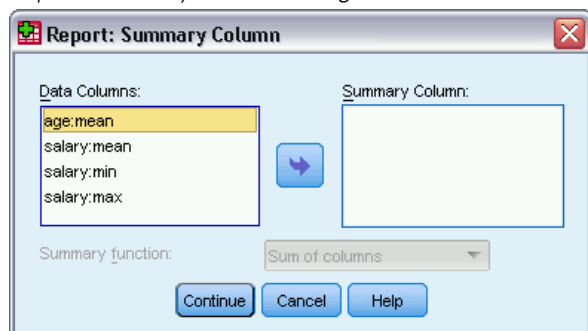 Report: Summary Column
Data Columns:
Summary Column:
age:mean
salary:mean
salary:min
salary:max
Summary function:
Sum of columns
Continue
Cancel
Help